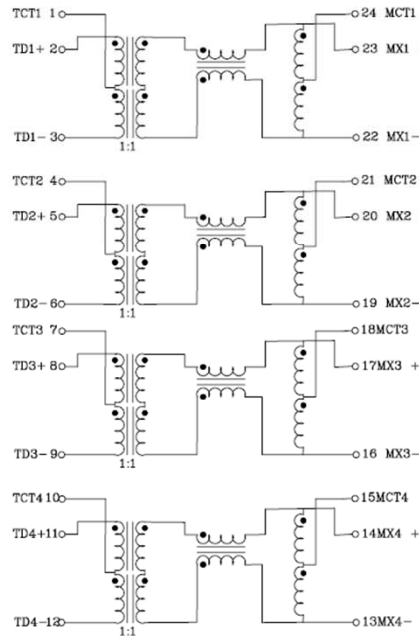 TCT1 1
24 MCT1
TD1+ 2
23 MX1
TD1- 3
22 MX1-
1:1
TCT2 4
21 MCT2
TD2+ 5
20 MX2
TD2- 6
19 MX2-
1:1
TCT3 7
18MCT3
TD3+ 8
17MX3 +
TD3- 9
16 MX3-
1:1
TCT4 10
15MCT4
TD4+11
14MX4 +
TD4-12
13MX4-
1:1